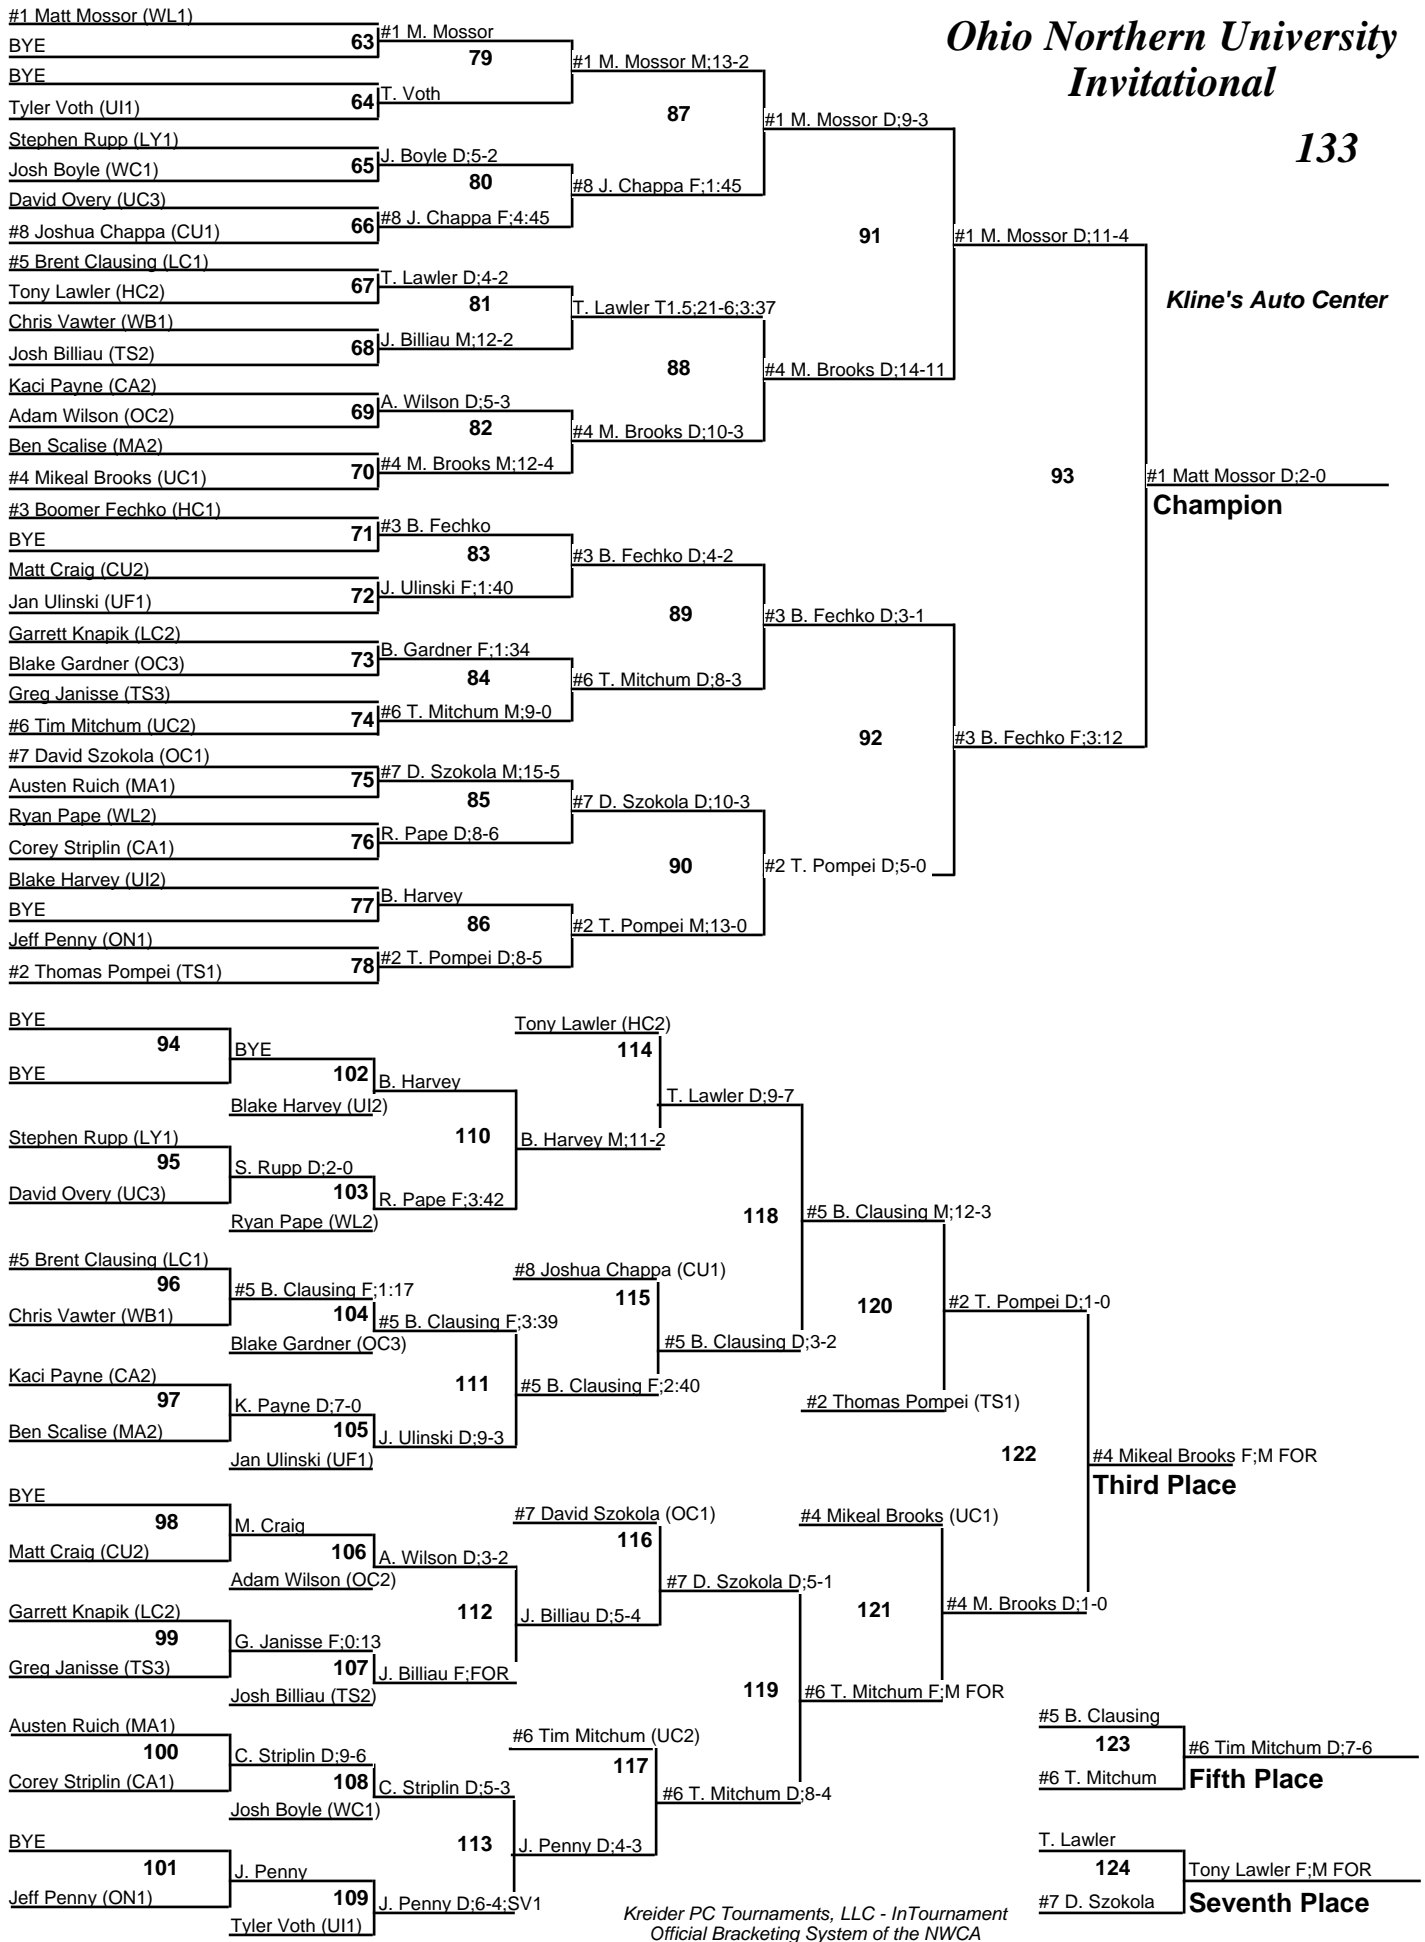 Ohio Northern University
Invitational
133
Kline's Auto Center
#1 Matt Mossor (WL1)
BYE
63
BYE
Tyler Voth (UI1)
64
Stephen Rupp (LY1)
Josh Boyle (WC1)
65
David Overy (UC3)
#8 Joshua Chappa (CU1)
66
#5 Brent Clausing (LC1)
Tony Lawler (HC2)
67
Chris Vawter (WB1)
Josh Billiau (TS2)
68
Kaci Payne (CA2)
Adam Wilson (OC2)
69
Ben Scalise (MA2)
#4 Mikeal Brooks (UC1)
70
#3 Boomer Fechko (HC1)
BYE
71
Matt Craig (CU2)
Jan Ulinski (UF1)
72
Garrett Knapik (LC2)
Blake Gardner (OC3)
73
Greg Janisse (TS3)
#6 Tim Mitchum (UC2)
74
#7 David Szokola (OC1)
Austen Ruich (MA1)
75
Ryan Pape (WL2)
Corey Striplin (CA1)
76
Blake Harvey (UI2)
BYE
77
Jeff Penny (ON1)
#2 Thomas Pompei (TS1)
78
#1 M. Mossor
79
T. Voth
J. Boyle D;5-2
80
#8 J. Chappa F;4:45
T. Lawler D;4-2
81
J. Billiau M;12-2
A. Wilson D;5-3
82
#4 M. Brooks M;12-4
#3 B. Fechko
83
J. Ulinski F;1:40
B. Gardner F;1:34
84
#6 T. Mitchum M;9-0
#7 D. Szokola M;15-5
85
R. Pape D;8-6
B. Harvey
86
#2 T. Pompei D;8-5
#1 M. Mossor M;13-2
87
#8 J. Chappa F;1:45
T. Lawler T1.5;21-6;3:37
88
#4 M. Brooks D;10-3
#3 B. Fechko D;4-2
89
#6 T. Mitchum D;8-3
#7 D. Szokola D;10-3
90
#2 T. Pompei M;13-0
#1 M. Mossor D;9-3
91
#4 M. Brooks D;14-11
#3 B. Fechko D;3-1
92
#2 T. Pompei D;5-0
#1 M. Mossor D;11-4
93
#3 B. Fechko F;3:12
#1 Matt Mossor D;2-0
Champion
BYE
94
BYE
Stephen Rupp (LY1)
95
David Overy (UC3)
#5 Brent Clausing (LC1)
96
Chris Vawter (WB1)
Kaci Payne (CA2)
97
Ben Scalise (MA2)
BYE
98
Matt Craig (CU2)
Garrett Knapik (LC2)
99
Greg Janisse (TS3)
Austen Ruich (MA1)
100
Corey Striplin (CA1)
BYE
101
Jeff Penny (ON1)
BYE
102
Blake Harvey (UI2)
S. Rupp D;2-0
103
Ryan Pape (WL2)
#5 B. Clausing F;1:17
104
Blake Gardner (OC3)
K. Payne D;7-0
105
Jan Ulinski (UF1)
M. Craig
106
Adam Wilson (OC2)
G. Janisse F;0:13
107
Josh Billiau (TS2)
C. Striplin D;9-6
108
Josh Boyle (WC1)
J. Penny
109
Tyler Voth (UI1)
B. Harvey
110
R. Pape F;3:42
#5 B. Clausing F;3:39
111
J. Ulinski D;9-3
A. Wilson D;3-2
112
J. Billiau F;FOR
C. Striplin D;5-3
113
J. Penny D;6-4;SV1
Tony Lawler (HC2)
114
B. Harvey M;11-2
#8 Joshua Chappa (CU1)
115
#5 B. Clausing F;2:40
#7 David Szokola (OC1)
116
J. Billiau D;5-4
#6 Tim Mitchum (UC2)
117
J. Penny D;4-3
T. Lawler D;9-7
118
#5 B. Clausing D;3-2
#7 D. Szokola D;5-1
119
#6 T. Mitchum D;8-4
#5 B. Clausing M;12-3
120
#2 Thomas Pompei (TS1)
#4 Mikeal Brooks (UC1)
121
#6 T. Mitchum F;M FOR
#2 T. Pompei D;1-0
122
#4 M. Brooks D;1-0
#4 Mikeal Brooks F;M FOR
Third Place
#5 B. Clausing
123
#6 T. Mitchum
#6 Tim Mitchum D;7-6
Fifth Place
T. Lawler
124
#7 D. Szokola
Tony Lawler F;M FOR
Seventh Place
Kreider PC Tournaments, LLC - InTournament
Official Bracketing System of the NWCA